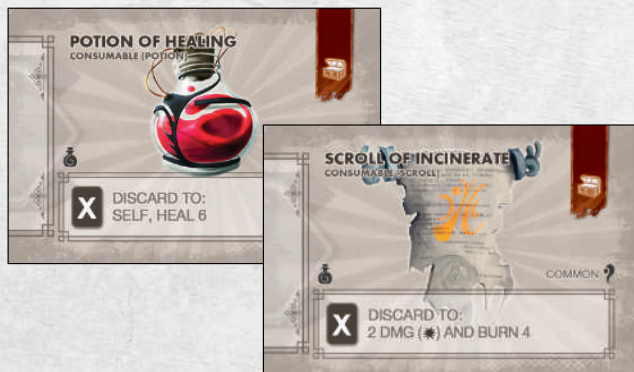 POTION OF HEALING
CONSUMABLE (POTION)
X
DISCARD TO:
SELF, HEAL 6
SCROLL OF INCINERATE
CONSUMABLE (SCROLL)
COMMON
X
DISCARD TO:
2 DMG (✹) AND BURN 4